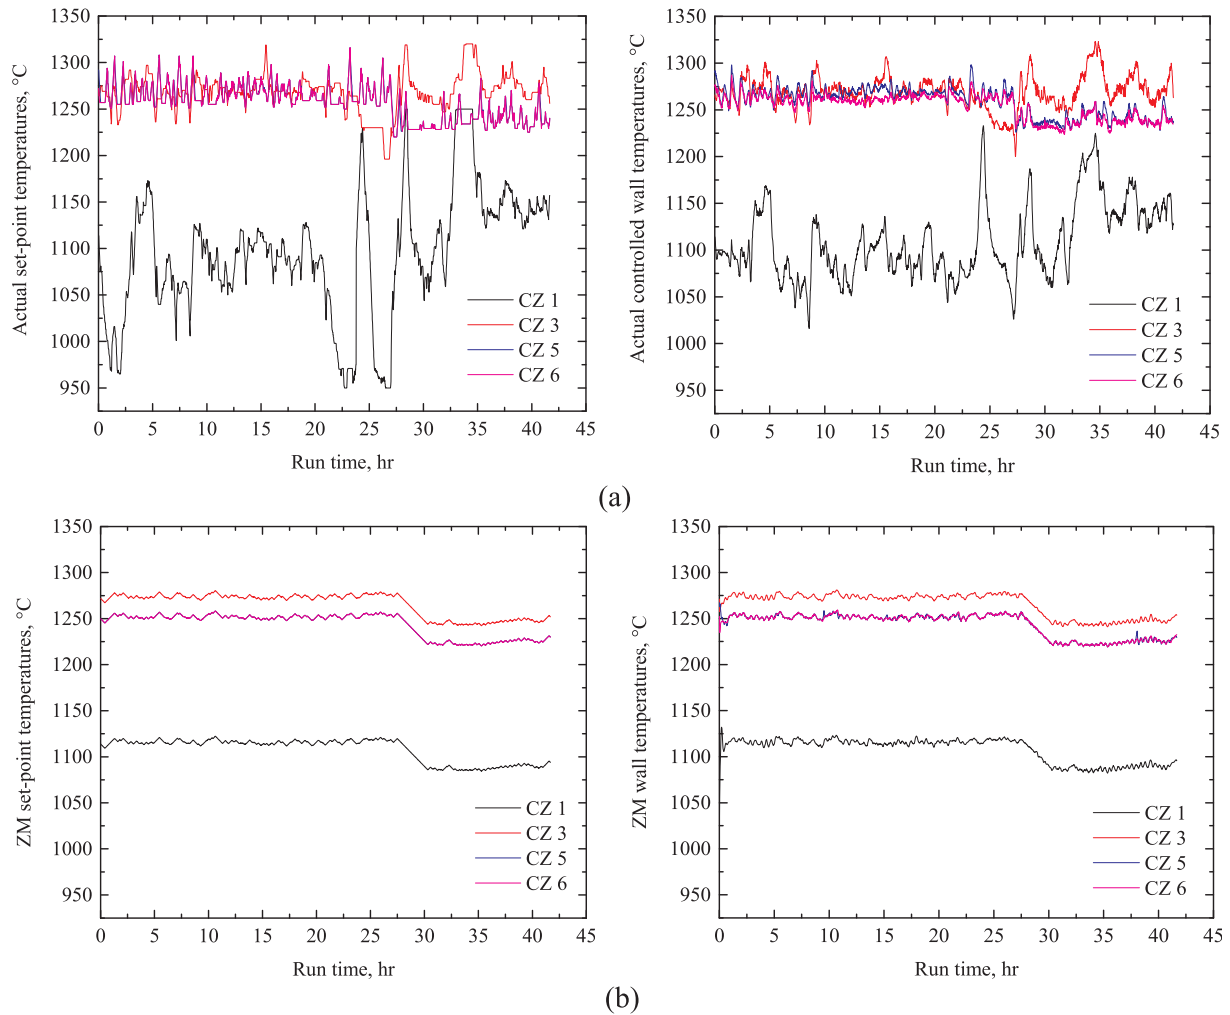 1350
1300
1250
1200
1150
1100
1050
1000
950
Actual set-point temperatures, °C
CZ 1
CZ 3
CZ 5
CZ 6
0 5 10 15 20 25 30 35 40 45
Run time, hr
1350
1300
1250
1200
1150
1100
1050
1000
950
Actual controlled wall temperatures, °C
CZ 1
CZ 3
CZ 5
CZ 6
0 5 10 15 20 25 30 35 40 45
Run time, hr
(a)
1350
1300
1250
1200
1150
1100
1050
1000
950
ZM set-point temperatures, °C
CZ 1
CZ 3
CZ 5
CZ 6
0 5 10 15 20 25 30 35 40 45
Run time, hr
1350
1300
1250
1200
1150
1100
1050
1000
950
ZM wall temperatures, °C
CZ 1
CZ 3
CZ 5
CZ 6
0 5 10 15 20 25 30 35 40 45
Run time, hr
(b)